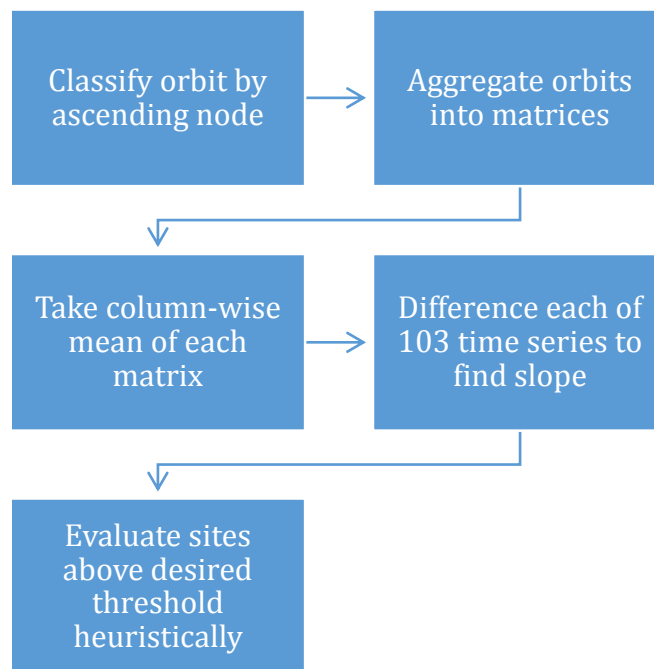 Classify orbit by
ascending node
Aggregate orbits
into matrices
Take column-wise
mean of each
matrix
Difference each of
103 time series to
find slope
Evaluate sites
above desired
threshold
heuristically